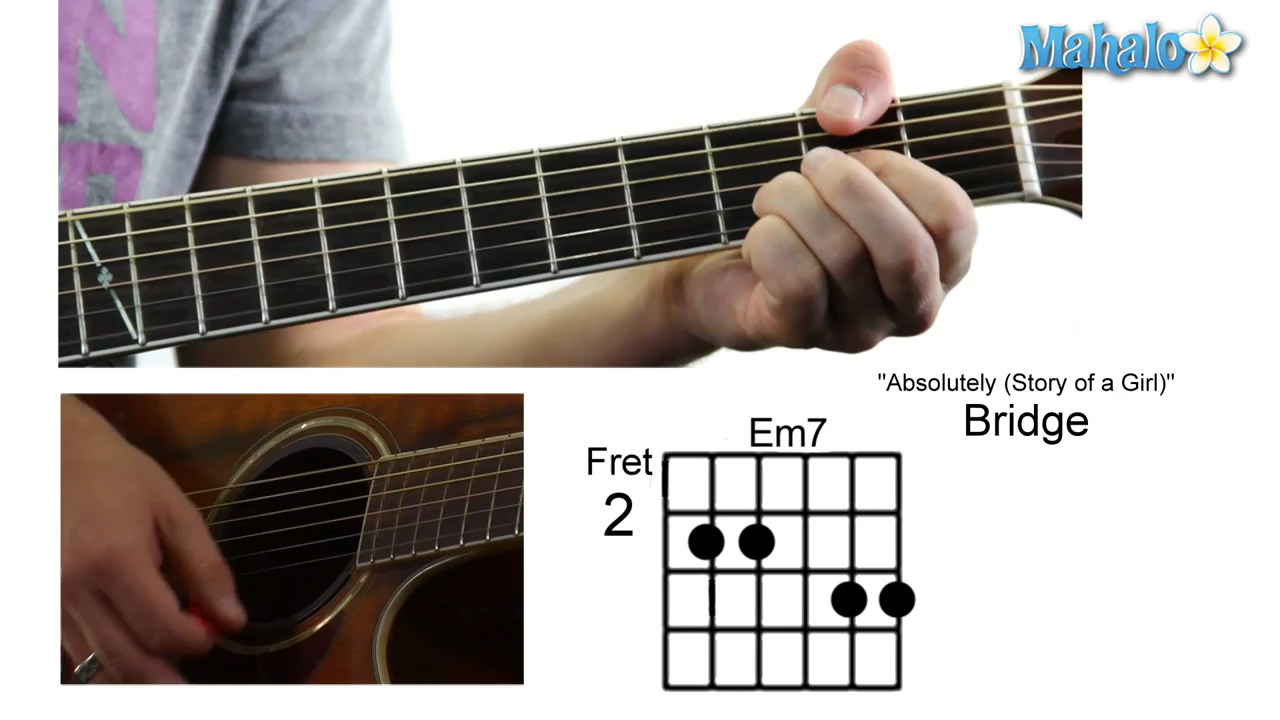 Mahalo
"Absolutely (Story of a Girl)"
Bridge
Em7
Fret
2